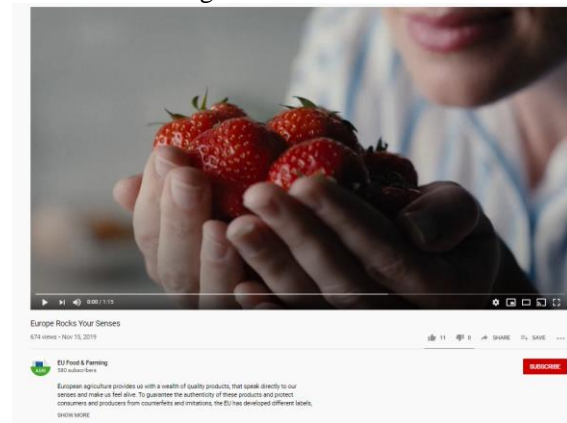 0:00 / 1:15
Europe Rocks Your Senses
674 views • Nov 15, 2019
11
0
SHARE
SAVE
EU Food & Farming
580 subscribers
SUBSCRIBE
European agriculture provides us with a wealth of quality products, that speak directly to our
senses and make us feel alive. To guarantee the authenticity of these products and protect
consumers and producers from counterfeits and imitations, the EU has developed different labels,
SHOW MORE